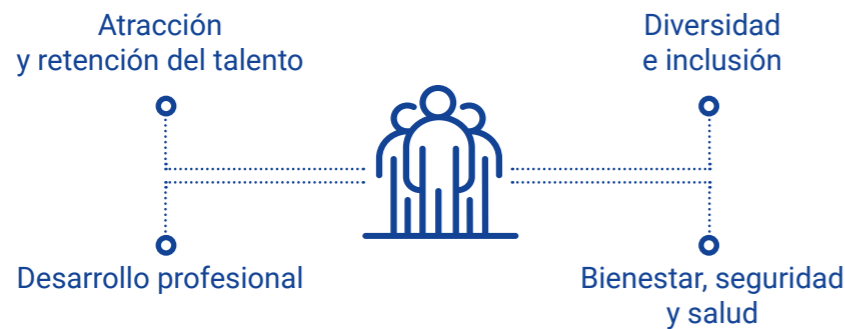 Atracción
y retención del talento
Diversidad
e inclusión
Desarrollo profesional
Bienestar, seguridad
y salud